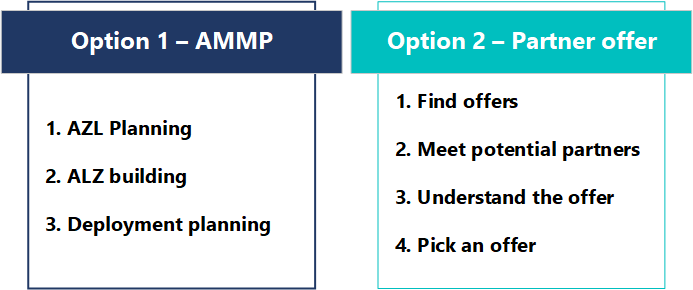 Option 1 – AMMP
1. AZL Planning
2. ALZ building
3. Deployment planning
Option 2 – Partner offer
1. Find offers
2. Meet potential partners
3. Understand the offer
4. Pick an offer